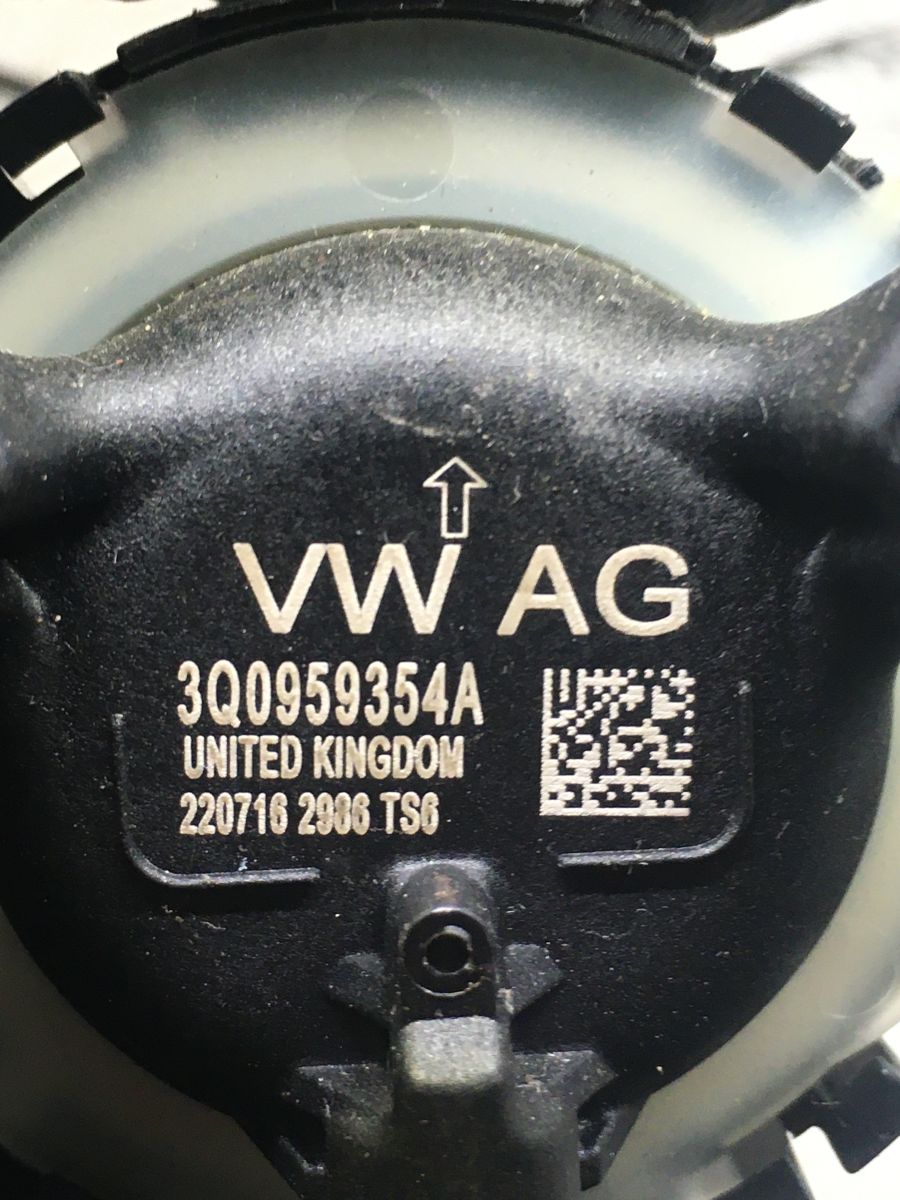 VW AG
3Q0959354A
UNITED KINGDOM
220716 2986 TS6